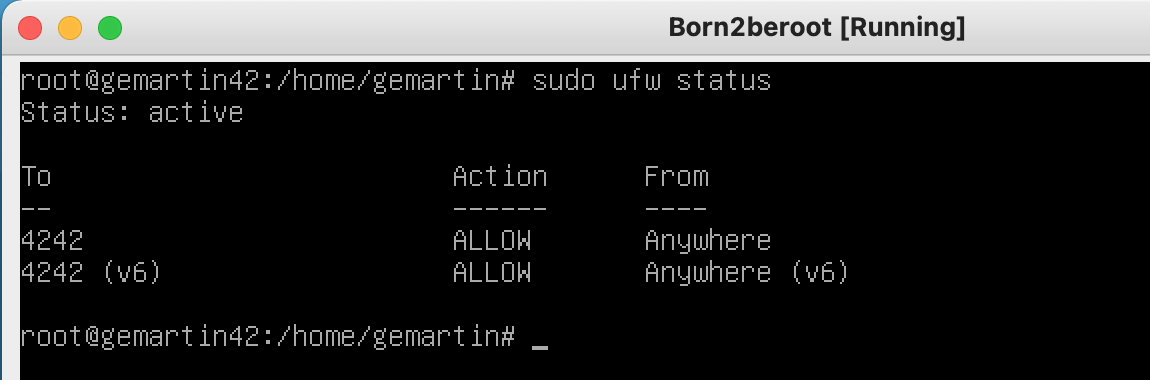 Born2beroot [Running]
root@gemartin42:/home/gemartin# sudo ufw status
Status: active
To Action From
-- ------ ----
4242 ALLOW Anywhere
4242 (v6) ALLOW Anywhere (v6)
root@gemartin42:/home/gemartin# _